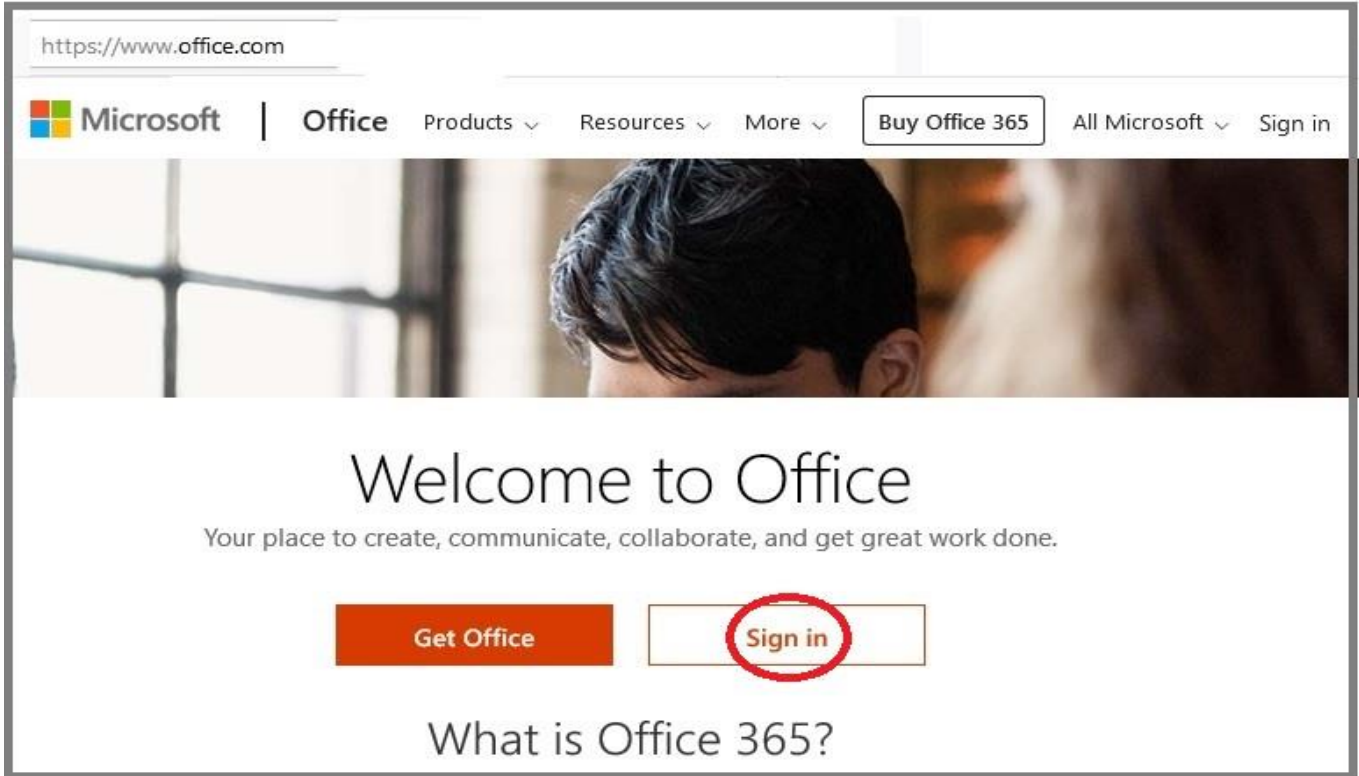 https://www.office.com
Microsoft | Office Products Resources More Buy Office 365 All Microsoft Sign in
Welcome to Office
Your place to create, communicate, collaborate, and get great work done.
Get Office Sign in
What is Office 365?